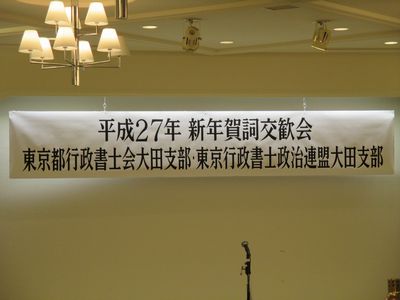 平成27年 新年賀詞交歓会
東京都行政書士会大田支部·東京行政書士政治連盟大田支部